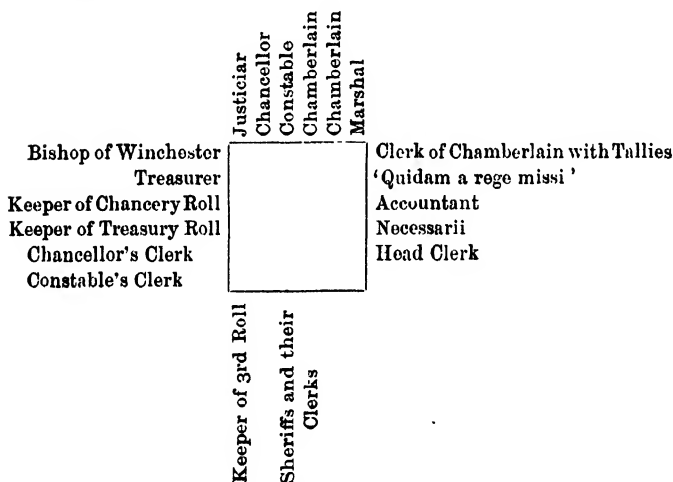 Justiciar
Chancellor
Constable
Chamberlain
Chamberlain
Marshal
Bishop of Winchester
Treasurer
Keeper of Chancery Roll
Keeper of Treasury Roll
Chancellor's Clerk
Constable's Clerk
Clerk of Chamberlain with Tallies
'Quidam a rege missi'
Accountant
Necessarii
Head Clerk
Keeper of 3rd Roll
Sheriffs and their
Clerks